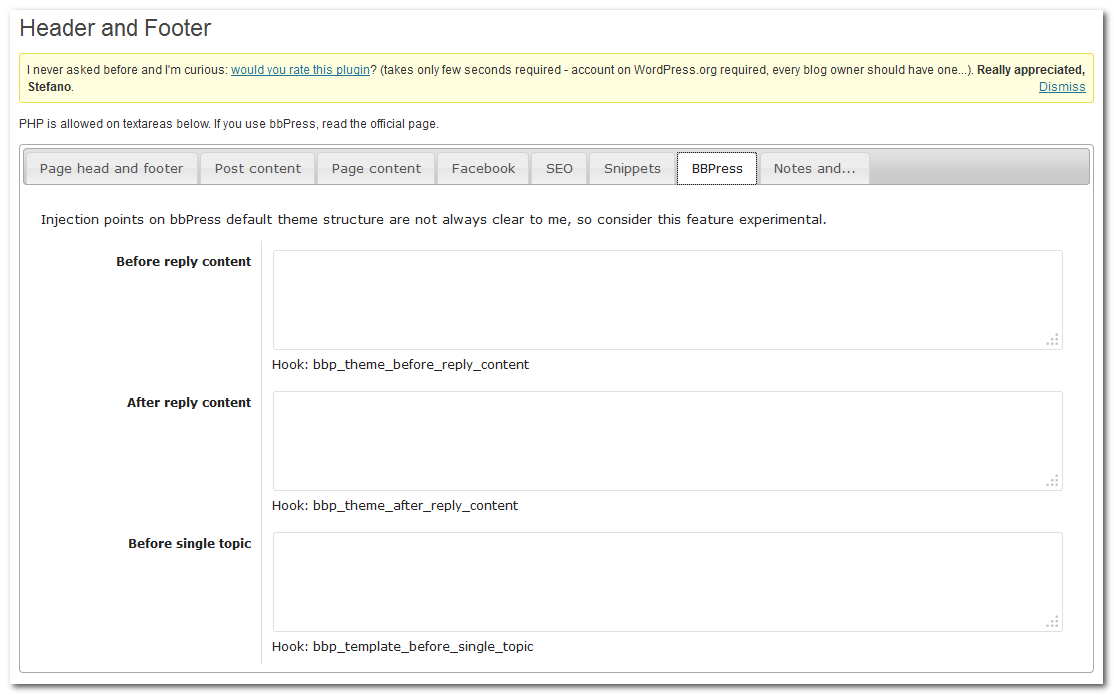 Header and Footer
I never asked before and I'm curious: would you rate this plugin? (takes only few seconds required - account on WordPress.org required, every blog owner should have one...). Really appreciated,
Stefano. Dismiss
PHP is allowed on textareas below. If you use bbPress, read the official page.
Page head and footer Post content Page content Facebook SEO Snippets BBPress Notes and...
Injection points on bbPress default theme structure are not always clear to me, so consider this feature experimental.
Before reply content
Hook: bbp_theme_before_reply_content
After reply content
Hook: bbp_theme_after_reply_content
Before single topic
Hook: bbp_template_before_single_topic